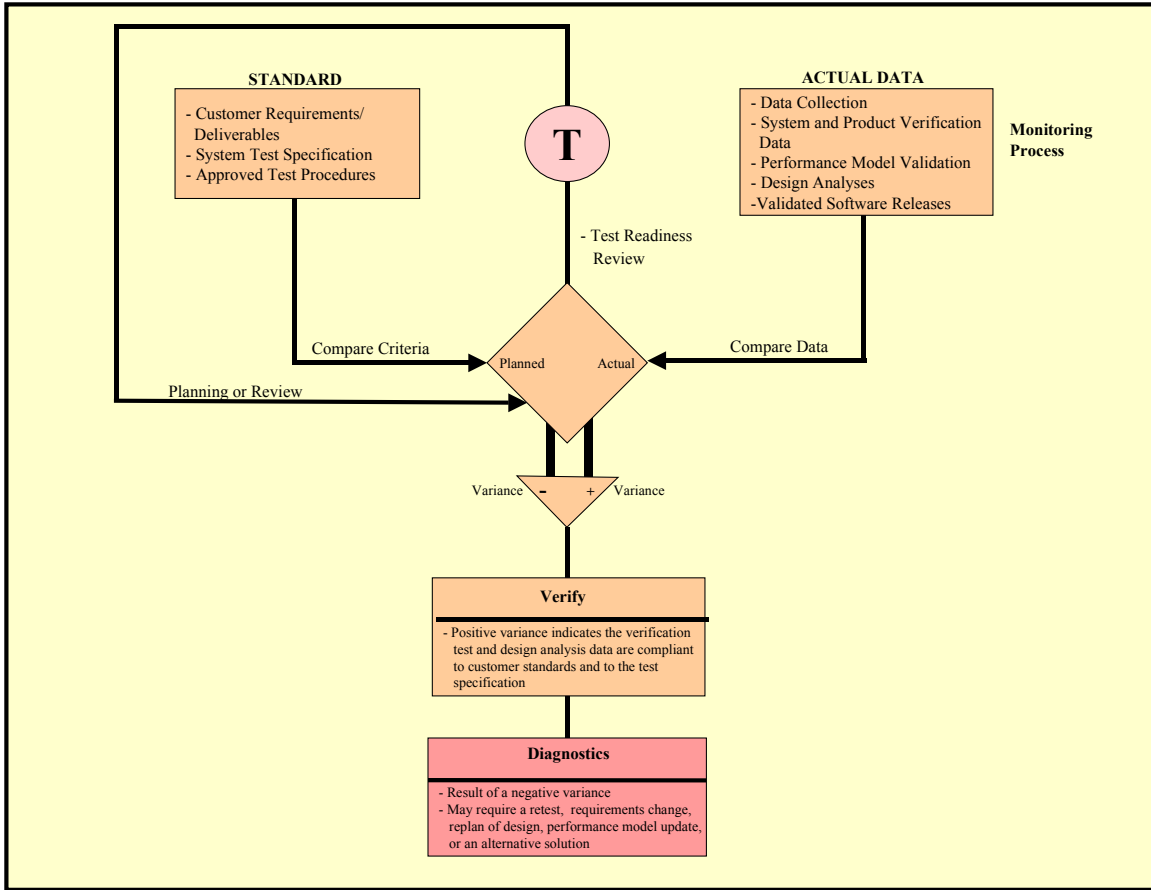 STANDARD
- Customer Requirements/
Deliverables
- System Test Specification
- Approved Test Procedures
T
ACTUAL DATA
- Data Collection
- System and Product Verification
Data
- Performance Model Validation
- Design Analyses
-Validated Software Releases
Monitoring
Process
- Test Readiness
Review
Compare Criteria
Planned
Actual
Compare Data
Planning or Review
Variance
-
+
Variance
Verify
- Positive variance indicates the verification
test and design analysis data are compliant
to customer standards and to the test
specification
Diagnostics
- Result of a negative variance
- May require a retest, requirements change,
replan of design, performance model update,
or an alternative solution